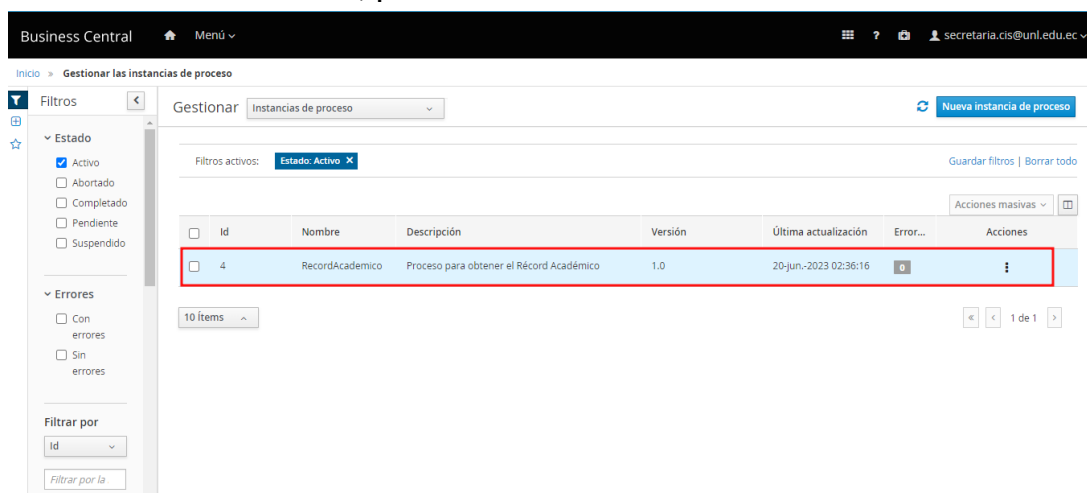 Business Central Menú ? secretaria.cis@unl.edu.ec
Inicio » Gestionar las instancias de proceso
Filtros
Gestionar Instancias de proceso Nueva instancia de proceso
Estado
Activo
Abortado
Completado
Pendiente
Suspendido
Filtros activos: Estado: Activo X Guardar filtros | Borrar todo
Acciones masivas
Id Nombre Descripción Versión Última actualización Error... Acciones
4 RecordAcademico Proceso para obtener el Récord Académico 1.0 20-jun.-2023 02:36:16 0
Errores
Con
errores
Sin
errores
10 Ítems « < 1 de 1 >
Filtrar por
Id
Filtrar por la